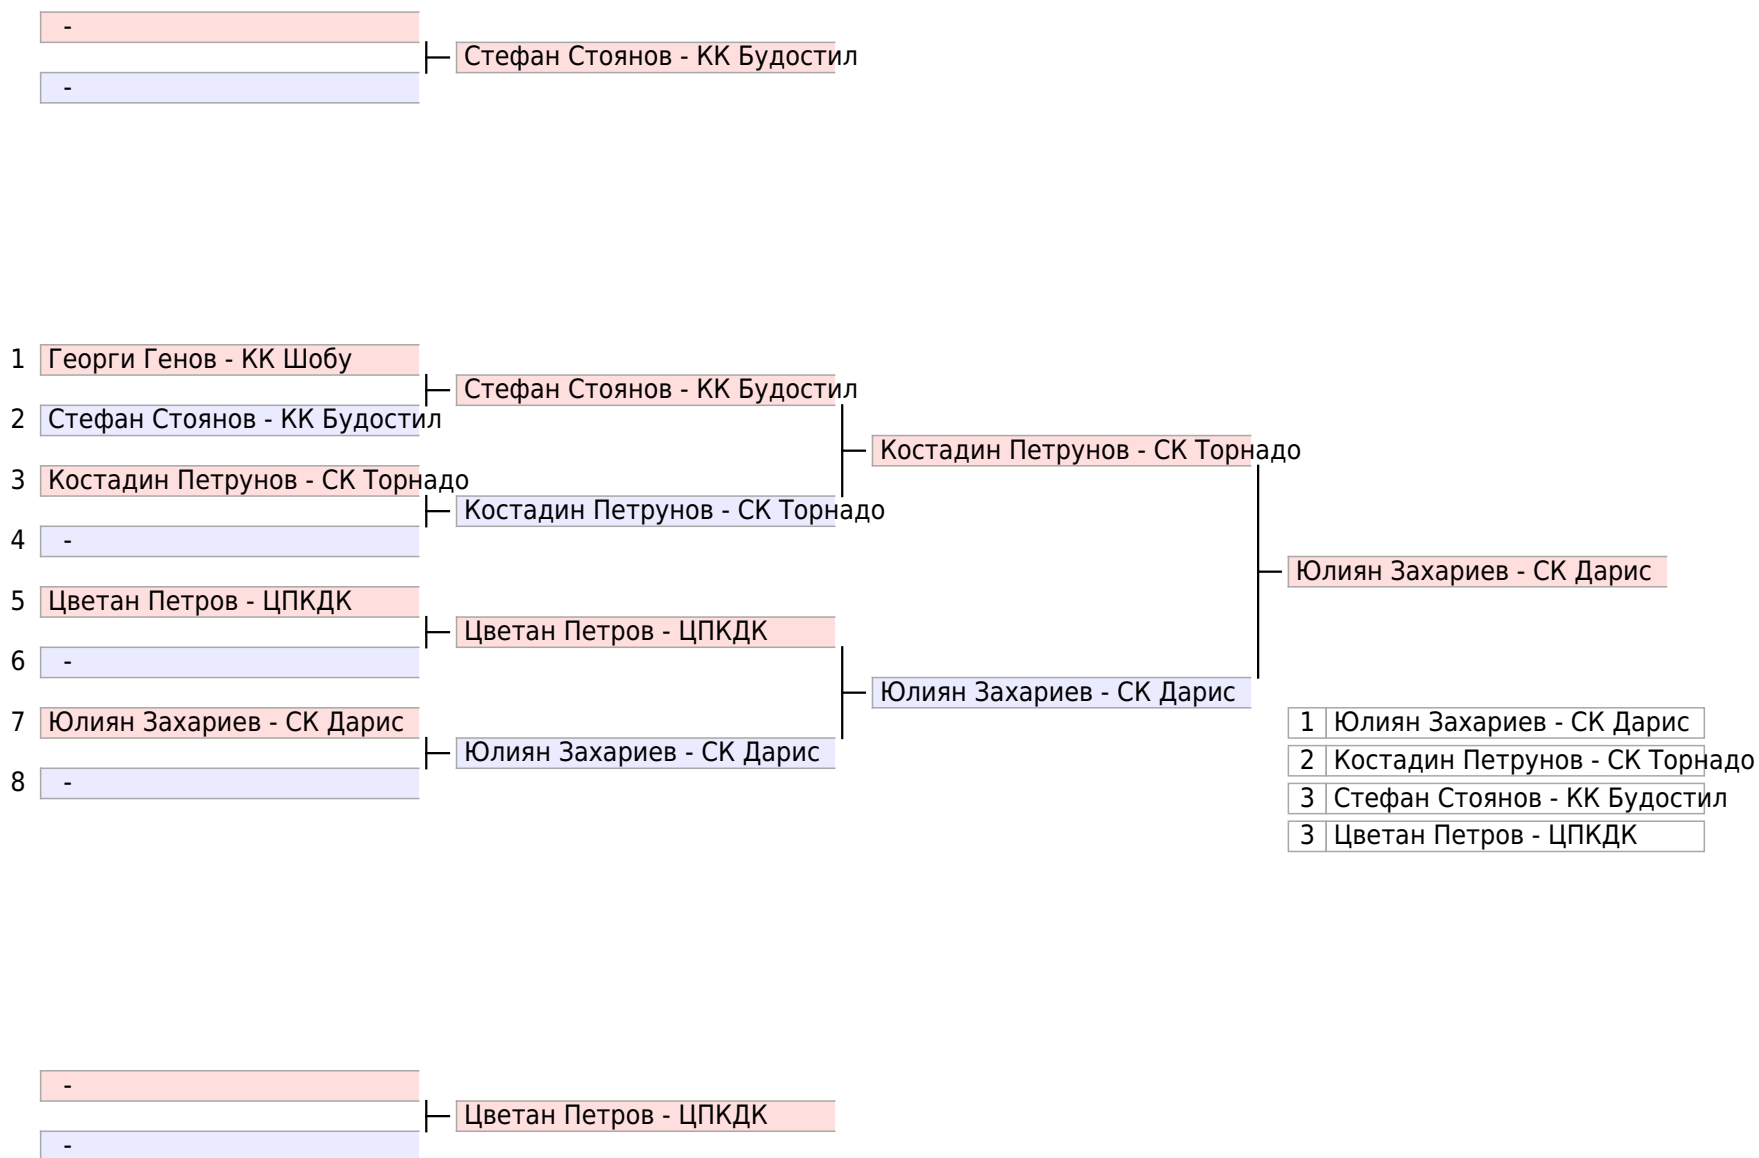 -
Стефан Стоянов - КК Будостил
-
1 Георги Генов - КК Шобу
Стефан Стоянов - КК Будостил
2 Стефан Стоянов - КК Будостил
Костадин Петрунов - СК Торнадо
3 Костадин Петрунов - СК Торнадо
Костадин Петрунов - СК Торнадо
4 -
Юлиян Захариев - СК Дарис
5 Цветан Петров - ЦПКДК
Цветан Петров - ЦПКДК
6 -
Юлиян Захариев - СК Дарис
7 Юлиян Захариев - СК Дарис
Юлиян Захариев - СК Дарис
8 -
1 Юлиян Захариев - СК Дарис
2 Костадин Петрунов - СК Торнадо
3 Стефан Стоянов - КК Будостил
3 Цветан Петров - ЦПКДК
-
Цветан Петров - ЦПКДК
-